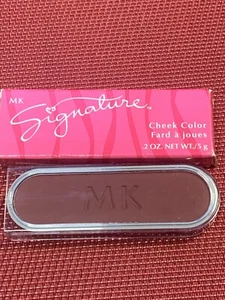 MK
Signature
Cheek Color
Fard à joues
.2 OZ. NET WT./5 g
MK